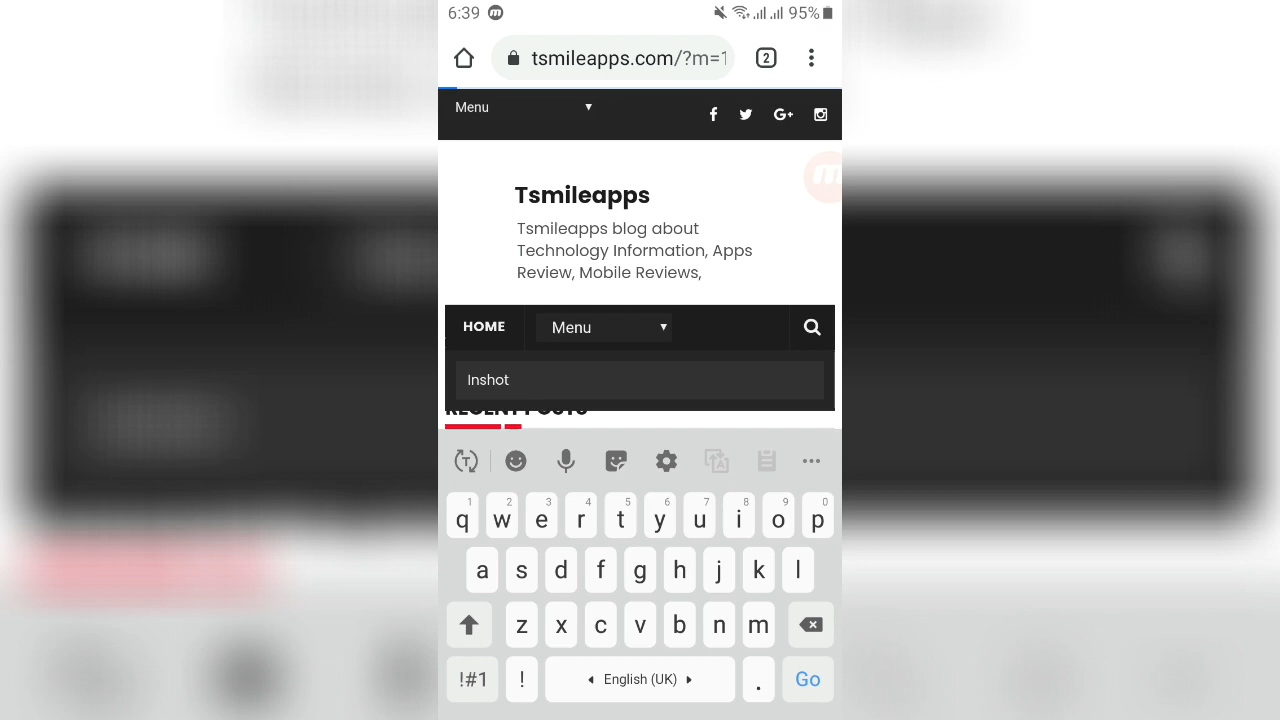 6:39 95%
tsmileapps.com/?m=1 2
Menu ▼ G+
Tsmileapps
Tsmileapps blog about
Technology Information, Apps
Review, Mobile Reviews,
HOME Menu ▼
Inshot
RECENT POSTS
1 2 3 4 5 6 7 8 9 0
q w e r t y u i o p
a s d f g h j k l
z x c v b n m
!#1 ! English (UK) . Go